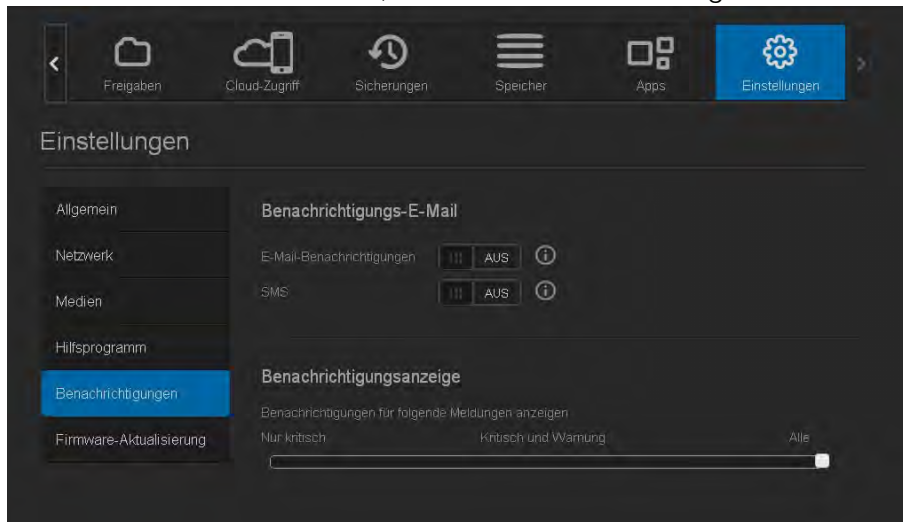 Freigaben
Cloud-Zugriff
Sicherungen
Speicher
Apps
Einstellungen
Einstellungen
Allgemein
Netzwerk
Medien
Hilfsprogramm
Benachrichtigungen
Firmware-Aktualisierung
Benachrichtigungs-E-Mail
E-Mail-Benachrichtigungen AUS
SMS AUS
Benachrichtigungsanzeige
Benachrichtigungen für folgende Meldungen anzeigen
Nur kritisch Kritisch und Warnung Alle